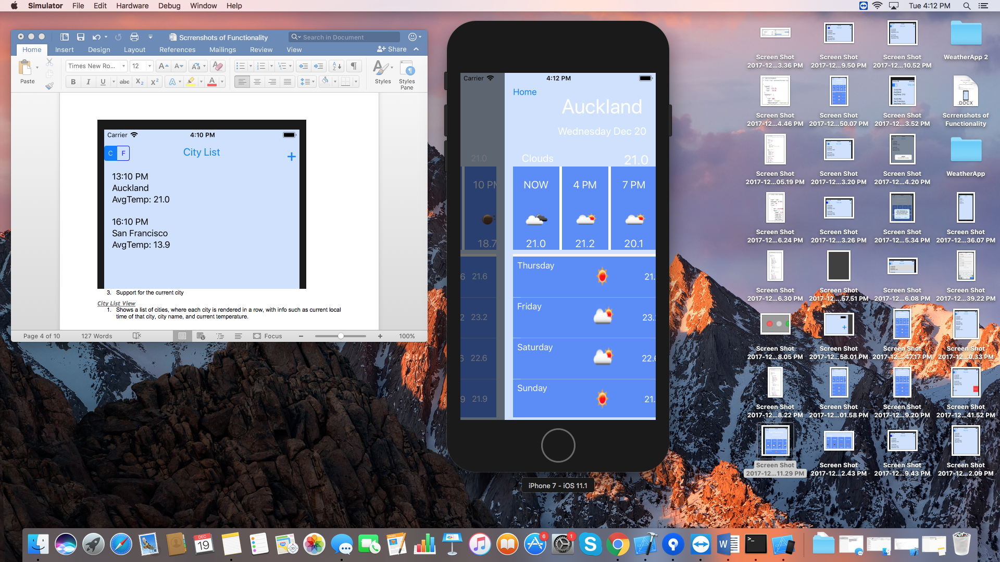 Simulator File Edit Hardware Debug Window Help
Tue 4:12 PM
Scrrenshots of Functionality
Search in Document
Home Insert Design Layout References Mailings Review View
Share
Paste
Times New Ro...
12
Styles
Styles Pane
Carrier 4:10 PM
C F
City List
+
13:10 PM
Auckland
AvgTemp: 21.0
16:10 PM
San Francisco
AvgTemp: 13.9
3. Support for the current city
City List View
1. Shows a list of cities, where each city is rendered in a row, with info such as current local
time of that city, city name, and current temperature.
Page 4 of 10 127 Words Focus 100%
Carrier 4:12 PM
Home
Auckland
Wednesday Dec 20
Clouds 21.0
21.0
NOW 4 PM 7 PM
21.0 21.2 20.1
18.7
Thursday 21.
21.6
Friday 23.
23.2
Saturday 22.6
22.6
Sunday 21.
21.9
iPhone 7 - iOS 11.1
Screen Shot
2017-12...3.36 PM
Screen Shot
2017-12...9.50 PM
Screen Shot
2017-12...10.52 PM
WeatherApp 2
Screen Shot
2017-12...4.46 PM
Screen Shot
2017-12...50.07 PM
Screen Shot
2017-12...3.52 PM
.DOCX
Scrrenshots of
Functionality
Screen Shot
2017-12...05.19 PM
Screen Shot
2017-12...3.20 PM
Screen Shot
2017-12...4.20 PM
WeatherApp
Screen Shot
2017-12...6.24 PM
Screen Shot
2017-12...3.26 PM
Screen Shot
2017-12...5.34 PM
Screen Shot
2017-12...36.07 PM
Screen Shot
2017-12...6.30 PM
Screen Shot
2017-12....57.51 PM
Screen Shot
2017-12...6.08 PM
Screen Shot
2017-12...39.22 PM
Screen Shot
2017-12...8.05 PM
Screen Shot
2017-12...58.01 PM
Screen Shot
2017-12....47.17 PM
Screen Shot
2017-12...0.33 PM
Screen Shot
2017-12...8.22 PM
Screen Shot
2017-12...01.58 PM
Screen Shot
2017-12...9.20 PM
Screen Shot
2017-12...41.52 PM
Screen Shot
2017-12...11.29 PM
Screen Shot
2017-12...2.43 PM
Screen Shot
2017-12...9.43 PM
Screen Shot
2017-12...2.09 PM
DEC
19
6
1